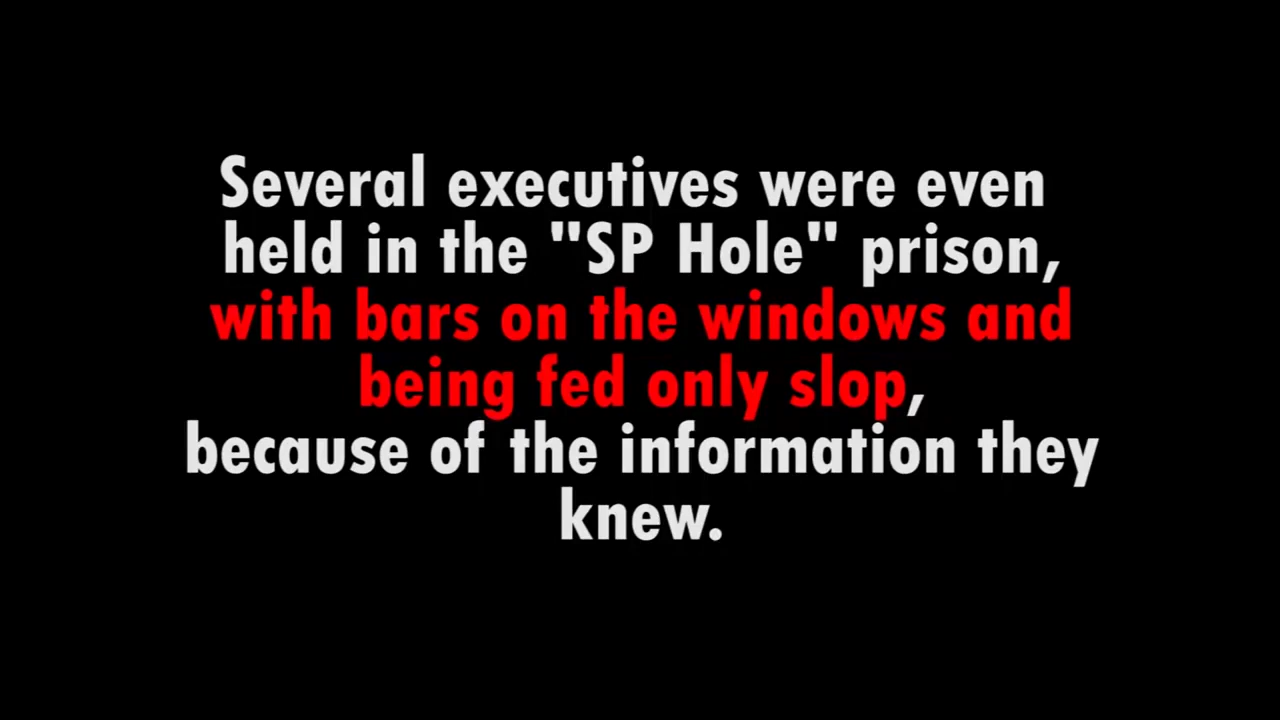 Several executives were even
held in the "SP Hole" prison,
with bars on the windows and
being fed only slop,
because of the information they
knew.